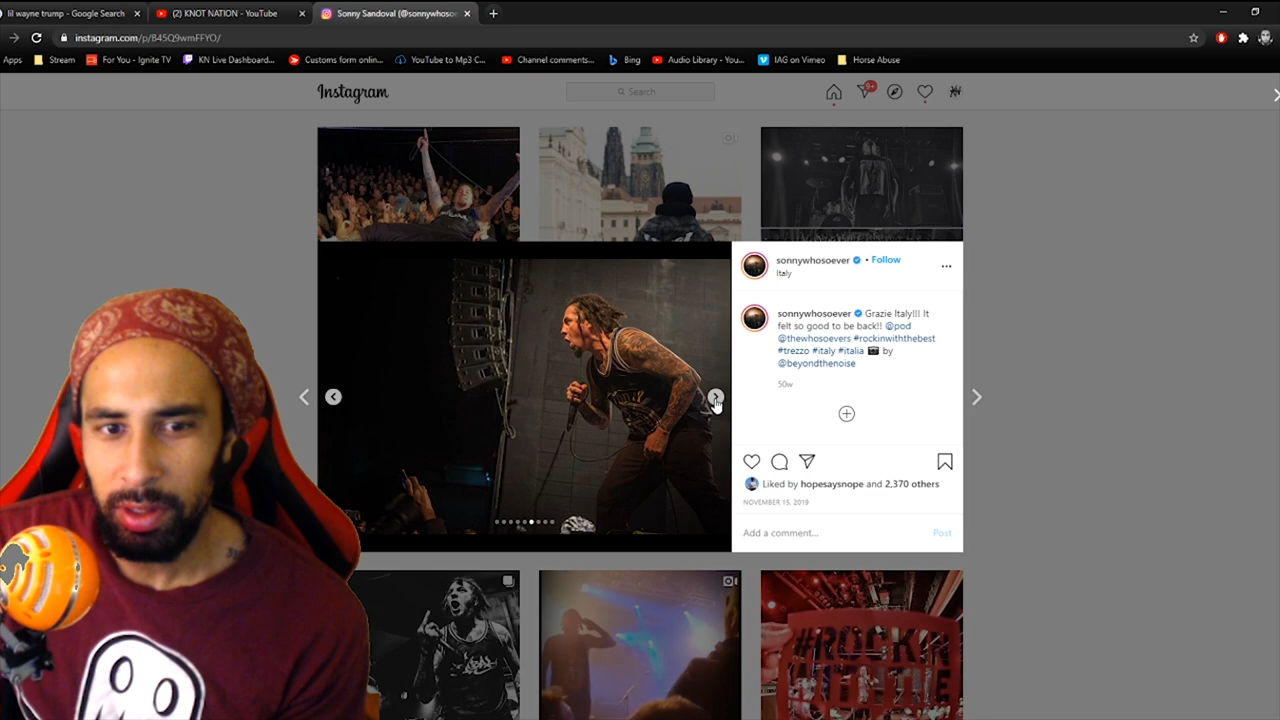 lil wayne trump - Google Search
(2) KNOT NATION - YouTube
Sonny Sandoval (@sonnywhosoe
instagram.com/p/B45Q9wmFFYO/
Apps
Stream
For You - Ignite TV
KN Live Dashboard...
Customs form onlin...
YouTube to Mp3 C...
Channel comments...
Bing
Audio Library - You...
IAG on Vimeo
Horse Abuse
Instagram
Search
9+
sonnywhosoever • Follow
Italy
sonnywhosoever Grazie Italy!!! It
felt so good to be back!! @pod
@thewhosoevers #rockinwiththebest
#trezzo #italy #italia 📷 by
@beyondthenoise
50w
Liked by hopesaysnope and 2,370 others
NOVEMBER 15, 2019
Add a comment...
Post
#ROCKIN